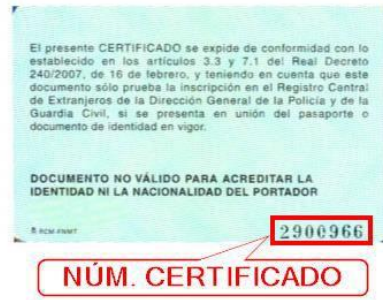 El presente CERTIFICADO se expide de conformidad con lo
establecido en los artículos 3.3 y 7.1 del Real Decreto
240/2007, de 16 de febrero, y teniendo en cuenta que este
documento sólo prueba la inscripción en el Registro Central
de Extranjeros de la Dirección General de la Policía y de la
Guardia Civil, si se presenta en unión del pasaporte o
documento de identidad en vigor.
DOCUMENTO NO VÁLIDO PARA ACREDITAR LA
IDENTIDAD NI LA NACIONALIDAD DEL PORTADOR
RCM-FNMT
2900966
NÚM. CERTIFICADO